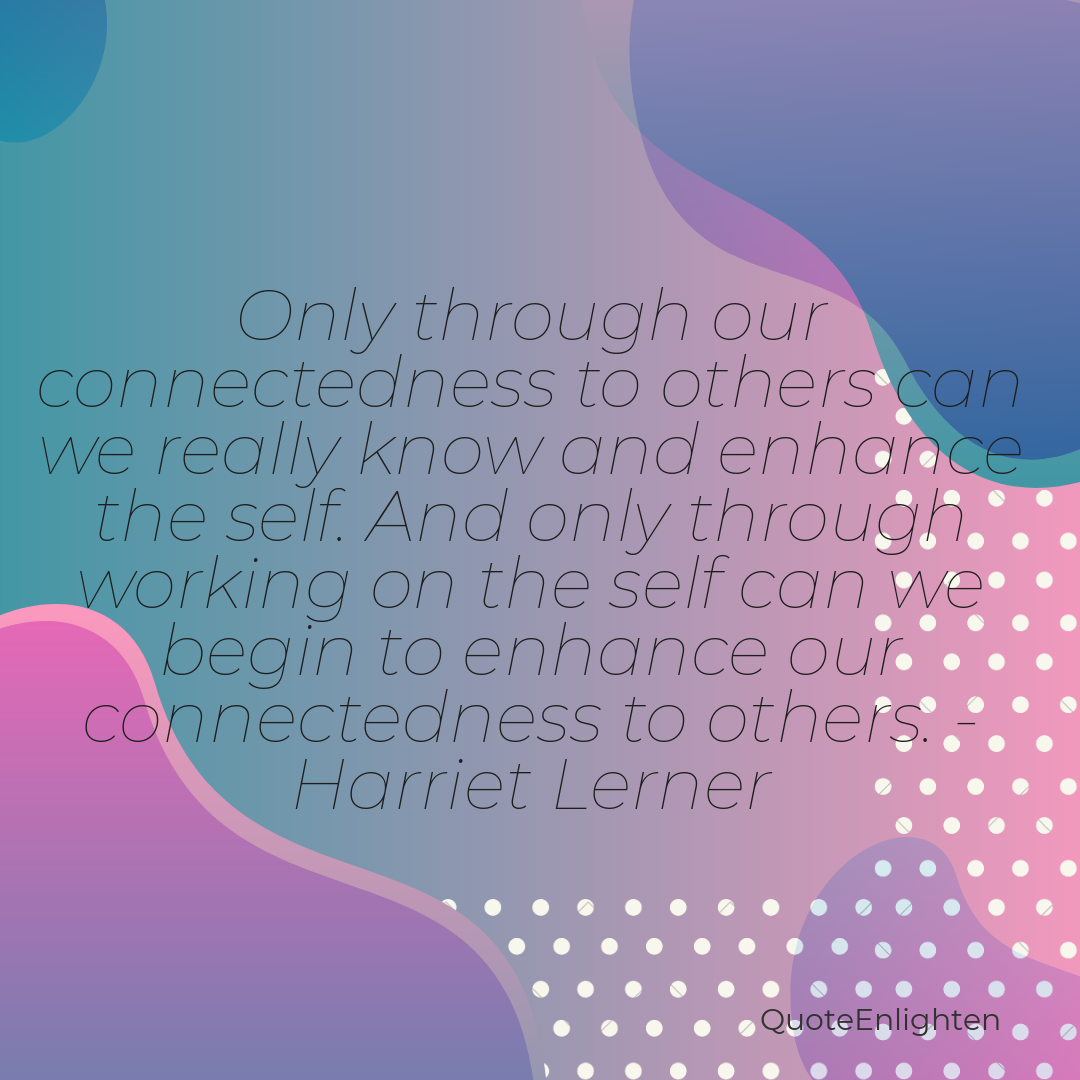 Only through our
connectedness to others can
we really know and enhance
the self. And only through
working on the self can we
begin to enhance our
connectedness to others. -
Harriet Lerner
QuoteEnlighten